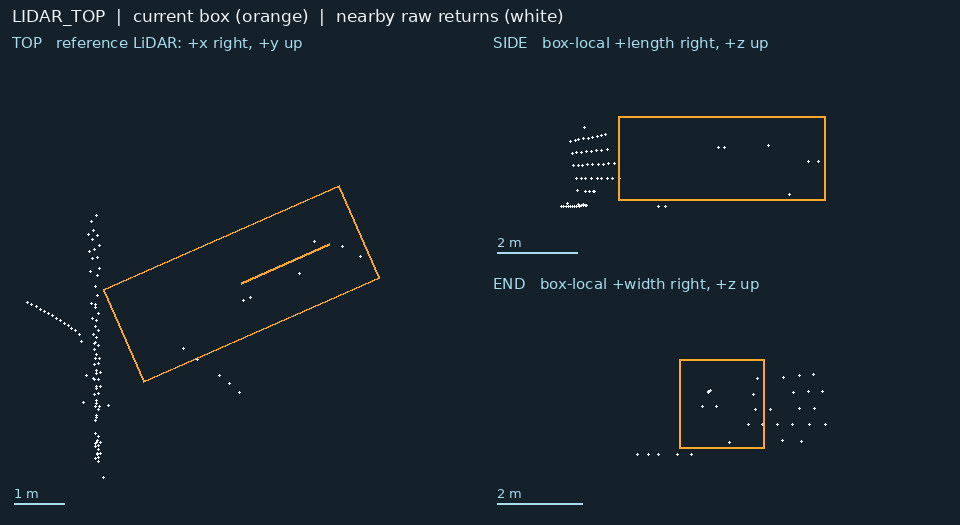 LIDAR_TOP | current box (orange) | nearby raw returns (white)
TOP reference LiDAR: +x right, +y up
SIDE box-local +length right, +z up
2 m
END box-local +width right, +z up
1 m
2 m